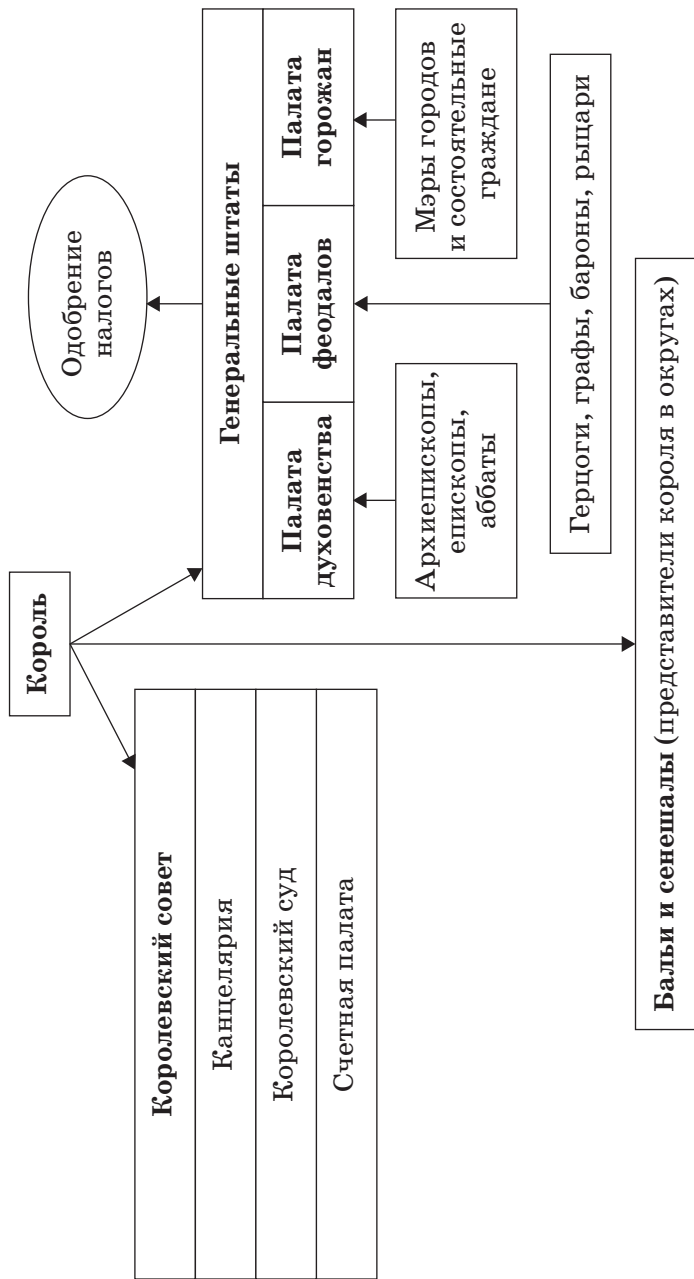 Король
Королевский совет
Канцелярия
Королевский суд
Счетная палата
Одобрение
налогов
Генеральные штаты
Палата
духовенства
Палата
феодалов
Палата
горожан
Архиепископы,
епископы,
аббаты
Мэры городов
и состоятельные
граждане
Герцоги, графы, бароны, рыцари
Бальи и сенешалы (представители короля в округах)